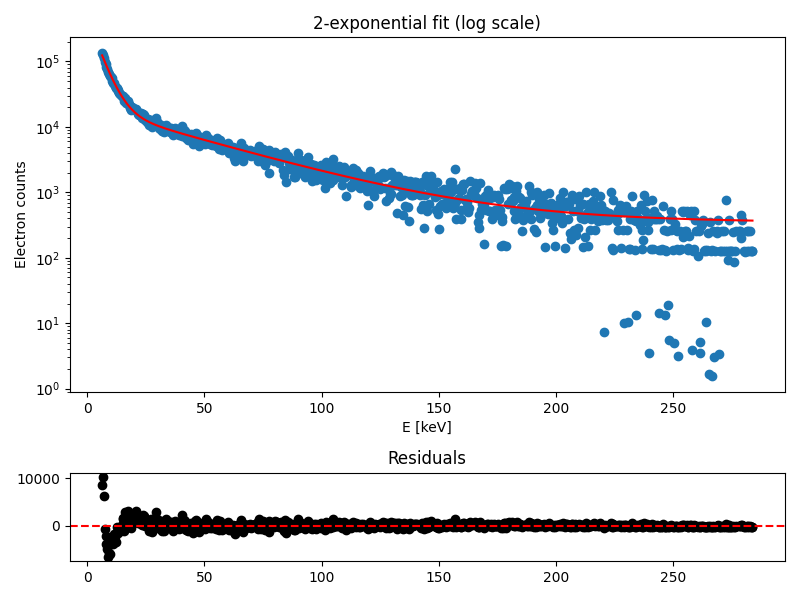 2-exponential fit (log scale)
Electron counts
10^5
10^4
10^3
10^2
10^1
10^0
0 50 100 150 200 250
E [keV]
Residuals
10000
0
0 50 100 150 200 250